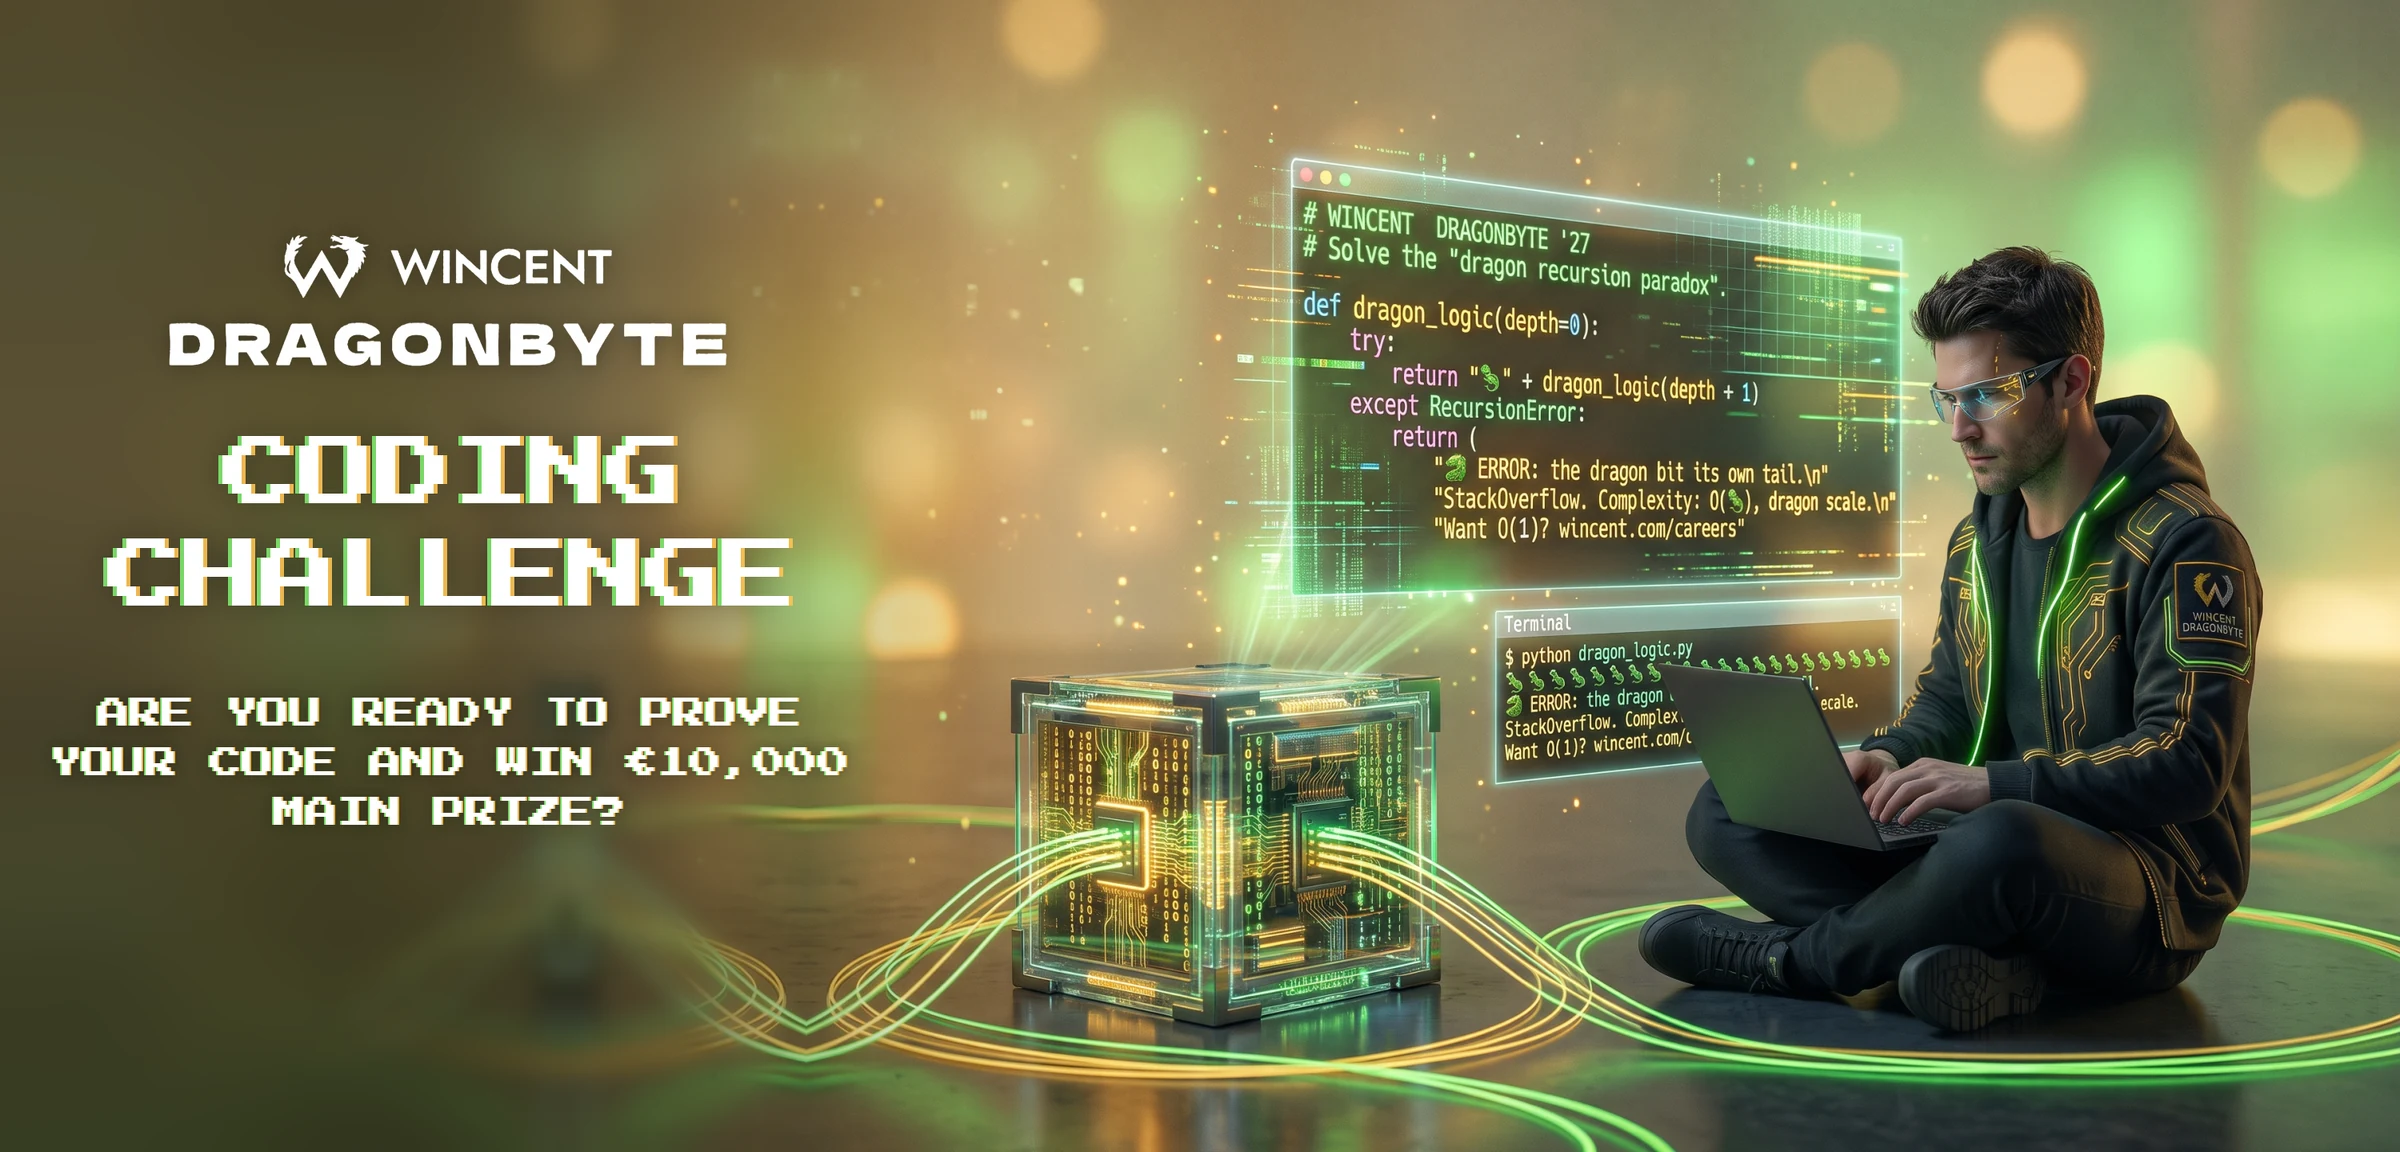 WINCENT
DRAGONBYTE
CODING
CHALLENGE
ARE YOU READY TO PROVE
YOUR CODE AND WIN €10,000
MAIN PRIZE?
# WINCENT DRAGONBYTE '27
# Solve the "dragon recursion paradox".
def dragon_logic(depth=0):
try:
return "🐉" + dragon_logic(depth + 1)
except RecursionError:
return (
"🐲 ERROR: the dragon bit its own tail.\n"
"StackOverflow. Complexity: O(🐉), dragon scale.\n"
"Want O(1)? wincent.com/careers"
Terminal
$ python dragon_logic.py
ERROR: the dragon
StackOverflow. Complex
ecale.
Want O(1)? wincent.com/c
WINCENT
DRAGONBYTE